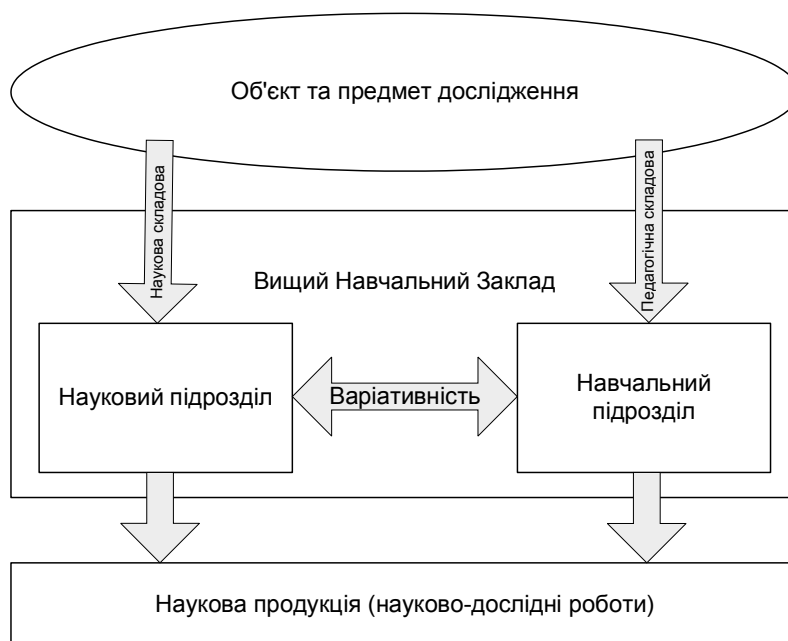 Об'єкт та предмет дослідження
Наукова складова
Педагогічна складова
Вищий Навчальний Заклад
Науковий підрозділ
Варіативність
Навчальний
підрозділ
Наукова продукція (науково-дослідні роботи)